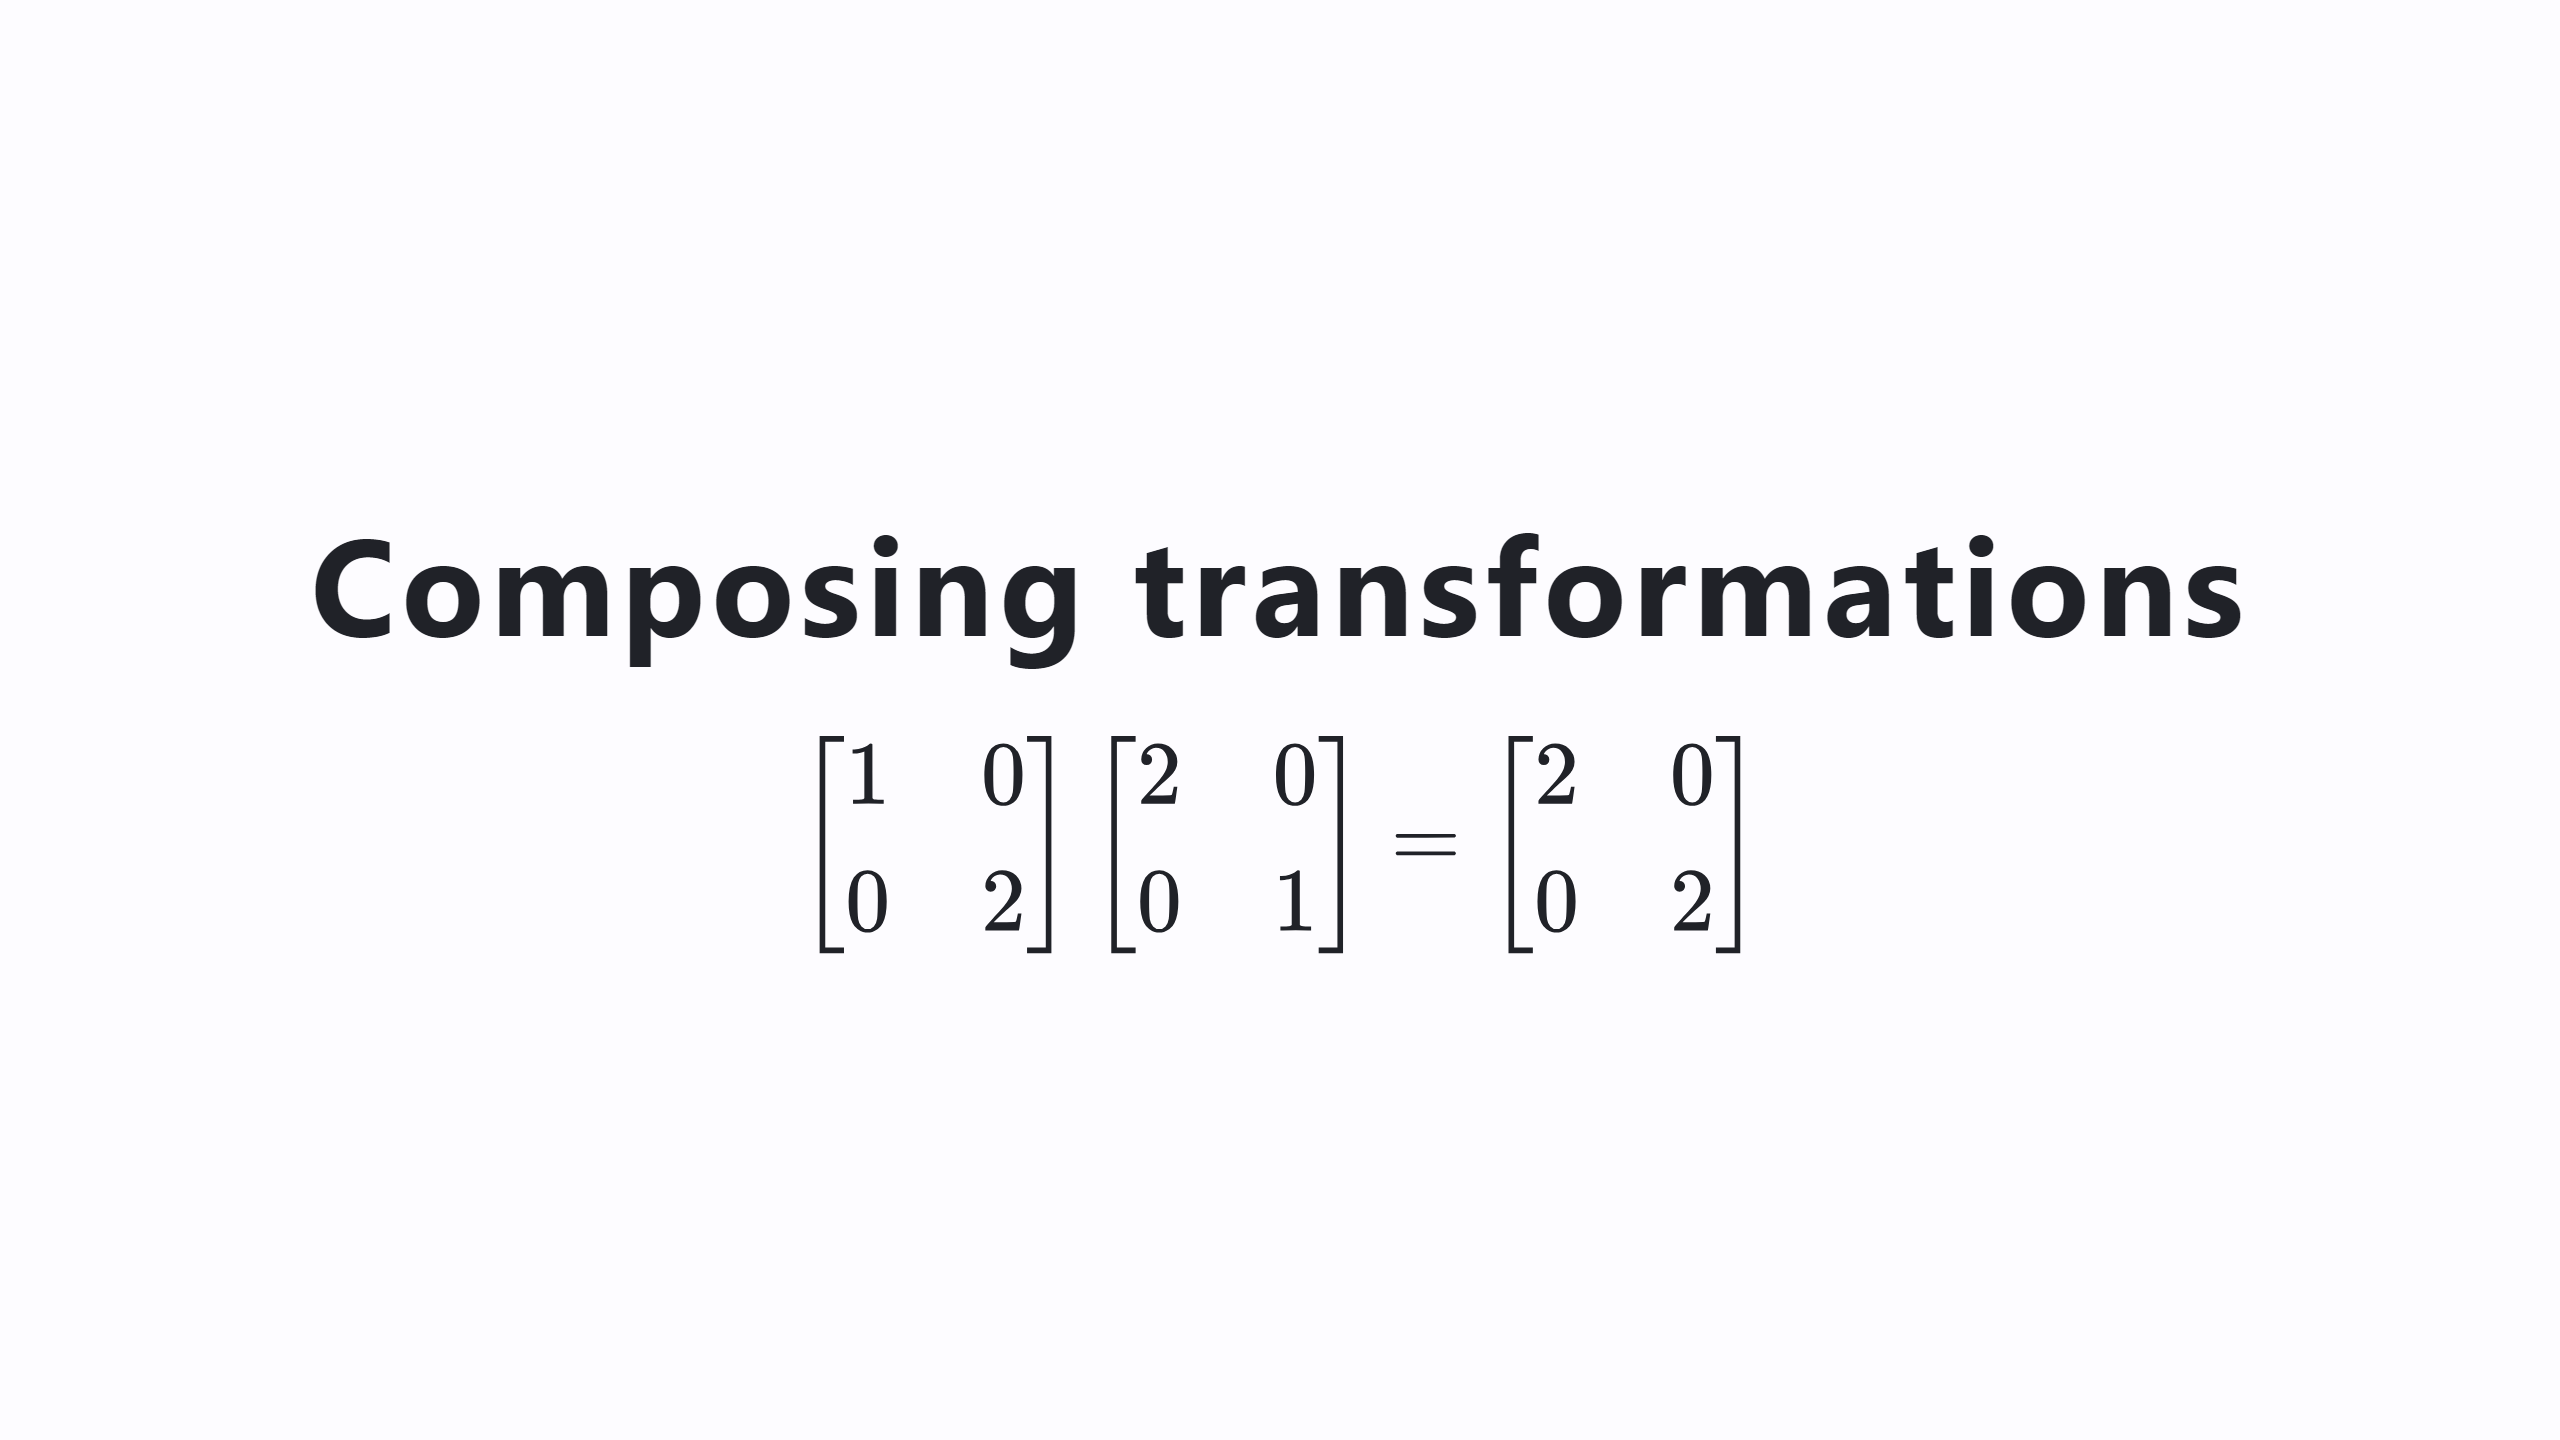 Composing transformations
[1 0; 0 2] [2 0; 0 1] = [2 0; 0 2]